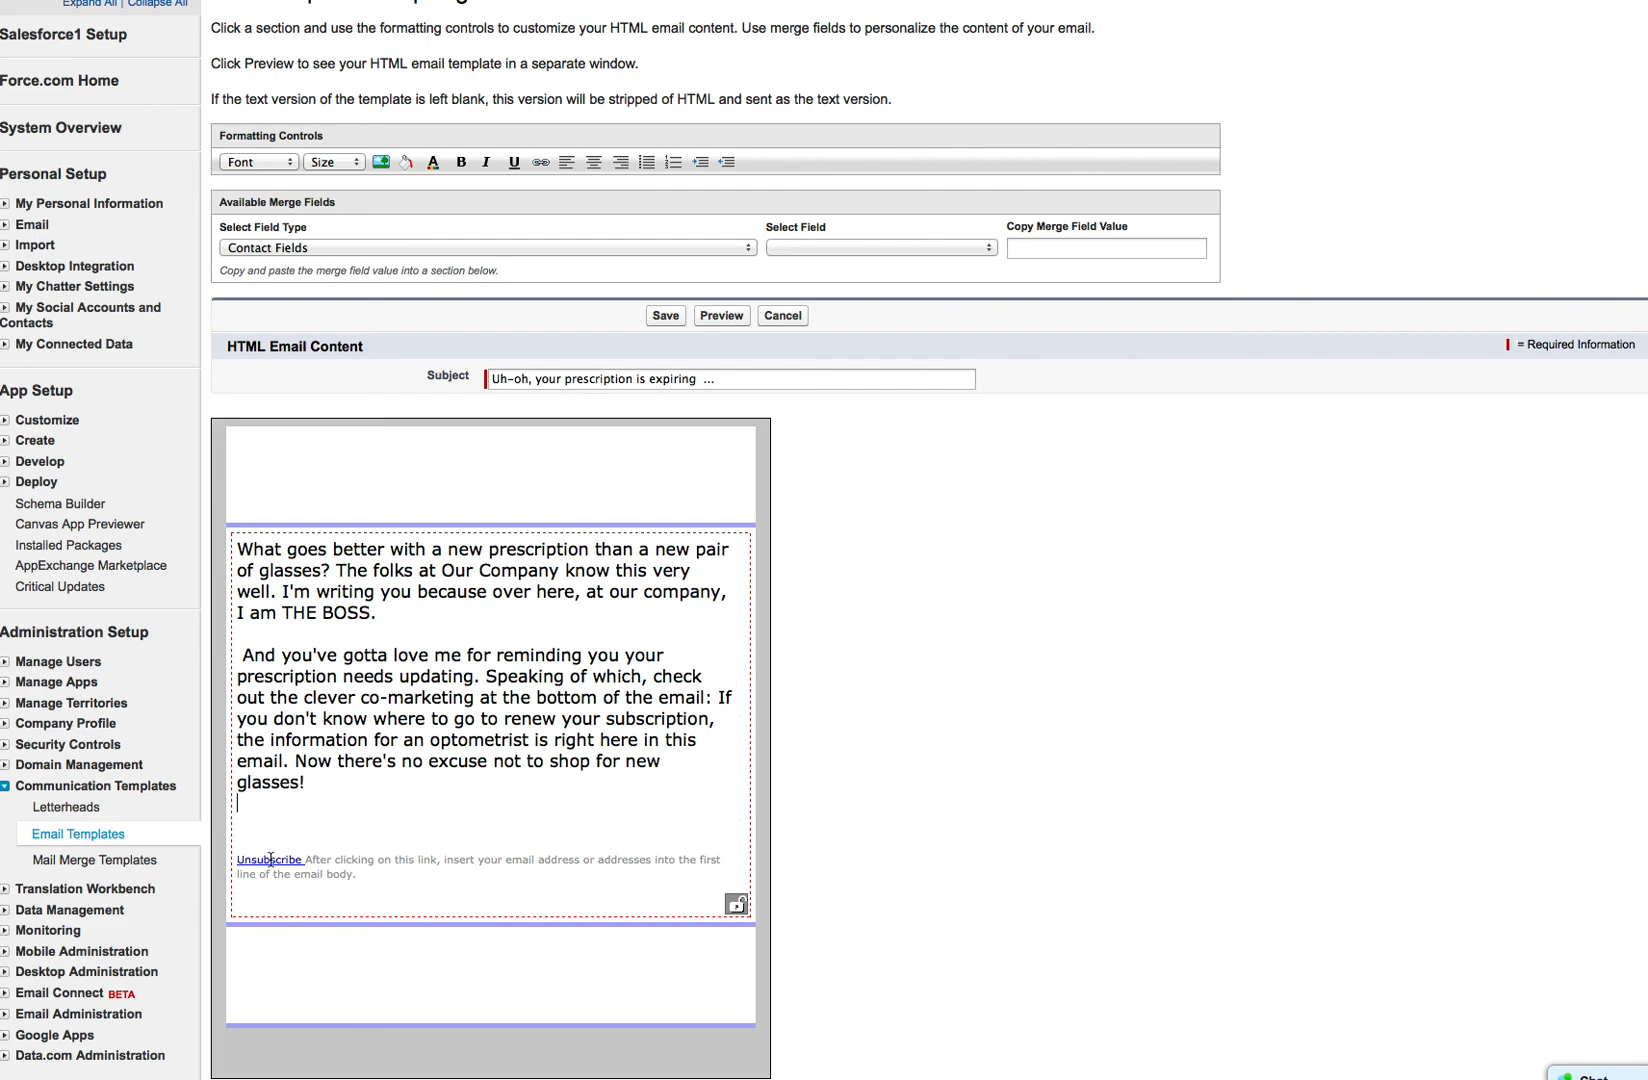 Expand All | Collapse All
Salesforce1 Setup
Force.com Home
System Overview
Personal Setup
My Personal Information
Email
Import
Desktop Integration
My Chatter Settings
My Social Accounts and
Contacts
My Connected Data
App Setup
Customize
Create
Develop
Deploy
Schema Builder
Canvas App Previewer
Installed Packages
AppExchange Marketplace
Critical Updates
Administration Setup
Manage Users
Manage Apps
Manage Territories
Company Profile
Security Controls
Domain Management
Communication Templates
Letterheads
Email Templates
Mail Merge Templates
Translation Workbench
Data Management
Monitoring
Mobile Administration
Desktop Administration
Email Connect BETA
Email Administration
Google Apps
Data.com Administration
Click a section and use the formatting controls to customize your HTML email content. Use merge fields to personalize the content of your email.
Click Preview to see your HTML email template in a separate window.
If the text version of the template is left blank, this version will be stripped of HTML and sent as the text version.
Formatting Controls
Font Size A B I U
Available Merge Fields
Select Field Type Select Field Copy Merge Field Value
Contact Fields
Copy and paste the merge field value into a section below.
Save Preview Cancel
HTML Email Content = Required Information
Subject Uh-oh, your prescription is expiring ...
What goes better with a new prescription than a new pair
of glasses? The folks at Our Company know this very
well. I'm writing you because over here, at our company,
I am THE BOSS.
And you've gotta love me for reminding you your
prescription needs updating. Speaking of which, check
out the clever co-marketing at the bottom of the email: If
you don't know where to go to renew your subscription,
the information for an optometrist is right here in this
email. Now there's no excuse not to shop for new
glasses!
Unsubscribe After clicking on this link, insert your email address or addresses into the first
line of the email body.